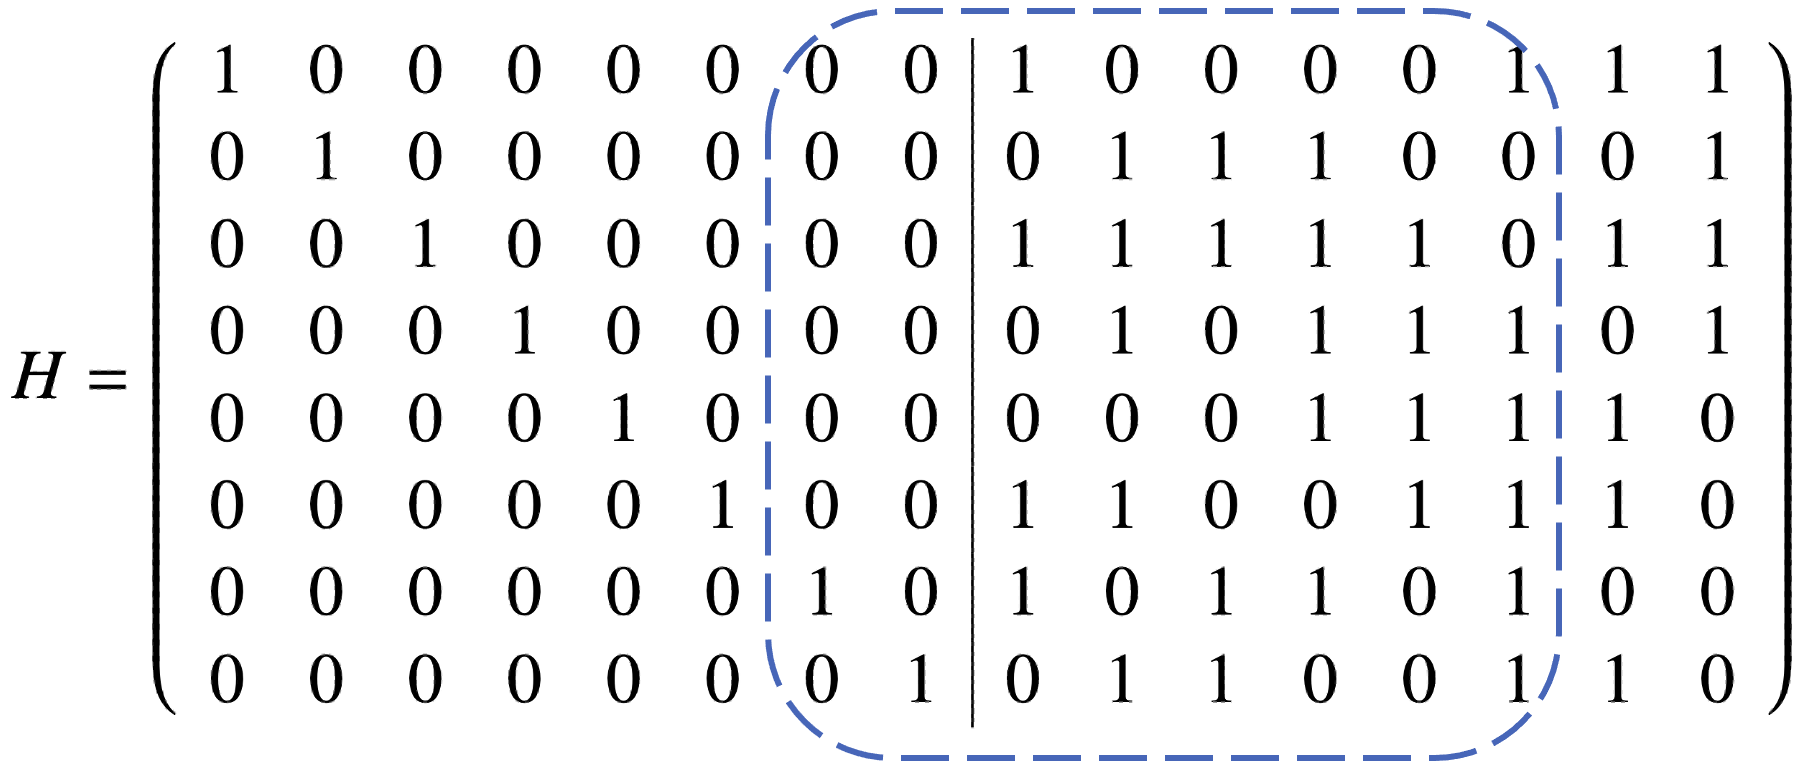 1 0 0 0 0 0 0 0 1 0 0 0 0 1 1 1
0 1 0 0 0 0 0 0 0 1 1 1 0 0 0 1
0 0 1 0 0 0 0 0 1 1 1 1 1 0 1 1
0 0 0 1 0 0 0 0 0 1 0 1 1 1 0 1
H =
0 0 0 0 1 0 0 0 0 0 0 1 1 1 1 0
0 0 0 0 0 1 0 0 1 1 0 0 1 1 1 0
0 0 0 0 0 0 1 0 1 0 1 1 0 1 0 0
0 0 0 0 0 0 0 1 0 1 1 0 0 1 1 0